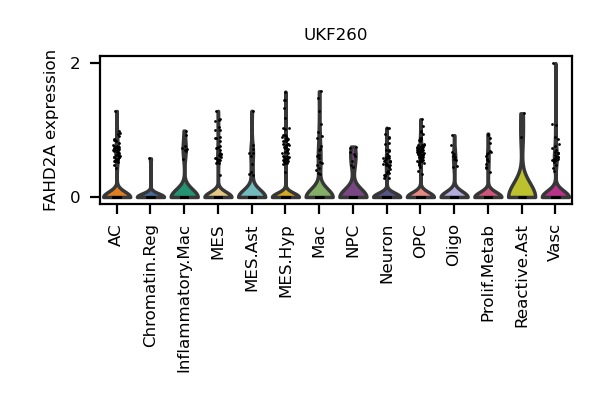 UKF260
FAHD2A expression
2
0
AC
Chromatin.Reg
Inflammatory.Mac
MES
MES.Ast
MES.Hyp
Mac
NPC
Neuron
OPC
Oligo
Prolif.Metab
Reactive.Ast
Vasc